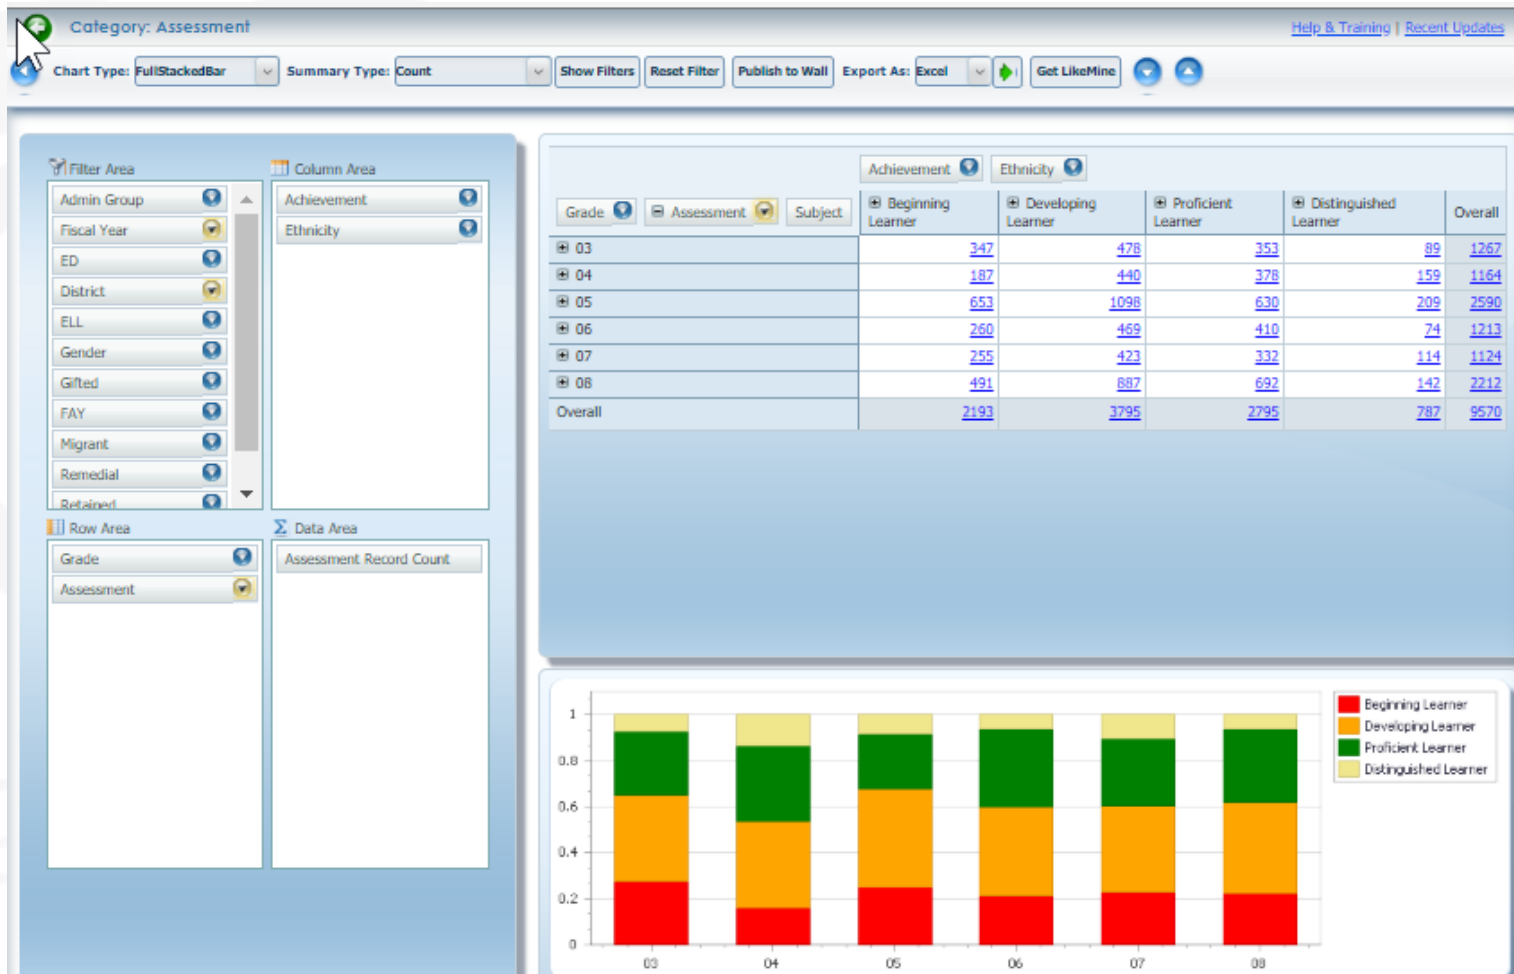 Category: Assessment
Help & Training | Recent Updates
Chart Type: FullStackedBar Summary Type: Count Show Filters Reset Filter Publish to Wall Export As: Excel Get LikeMine
Filter Area
Admin Group
Fiscal Year
ED
District
ELL
Gender
Gifted
FAY
Migrant
Remedial
Retained
Column Area
Achievement
Ethnicity
Row Area
Grade
Assessment
Data Area
Assessment Record Count
Achievement Ethnicity
Grade Assessment Subject Beginning Learner Developing Learner Proficient Learner Distinguished Learner Overall
03 347 478 353 89 1267
04 187 440 378 159 1164
05 653 1098 630 209 2590
06 260 469 410 74 1213
07 255 423 332 114 1124
08 491 887 692 142 2212
Overall 2193 3795 2795 787 9570
1
0.8
0.6
0.4
0.2
0
03 04 05 06 07 08
Beginning Learner
Developing Learner
Proficient Learner
Distinguished Learner